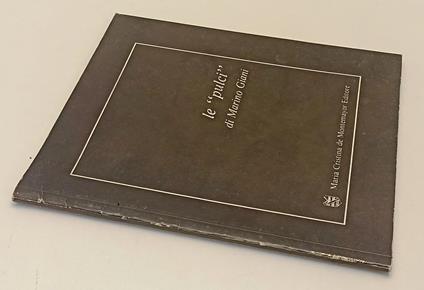 le "pulci"
di Marino Giani
Maria Cristina de Montemayor Editore